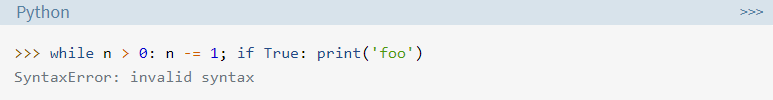 Python >>>
>>> while n > 0: n -= 1; if True: print('foo')
SyntaxError: invalid syntax